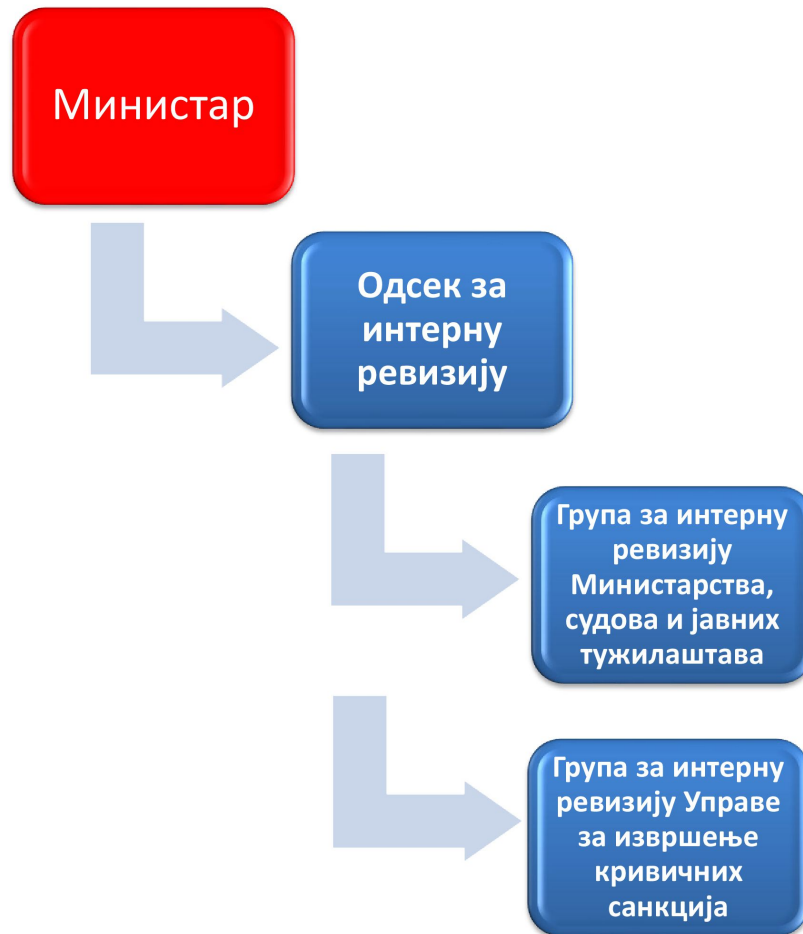 Министар
Одсек за
интерну
ревизију
Група за интерну
ревизију
Министарства,
судова и јавних
тужилаштава
Група за интерну
ревизију Управе
за извршење
кривичних
санкција